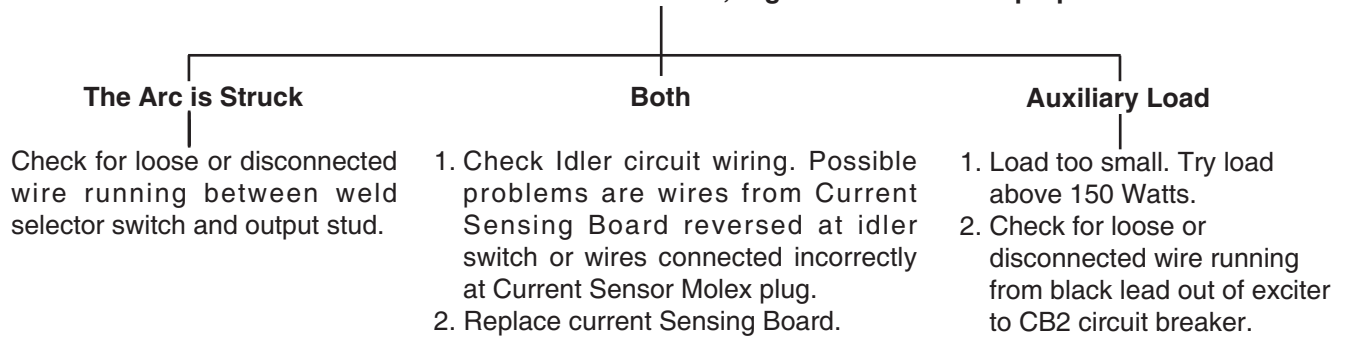 The Arc is Struck
Check for loose or disconnected
wire running between weld
selector switch and output stud.
Both
1. Check Idler circuit wiring. Possible
problems are wires from Current
Sensing Board reversed at idler
switch or wires connected incorrectly
at Current Sensor Molex plug.
2. Replace current Sensing Board.
Auxiliary Load
1. Load too small. Try load
above 150 Watts.
2. Check for loose or
disconnected wire running
from black lead out of exciter
to CB2 circuit breaker.